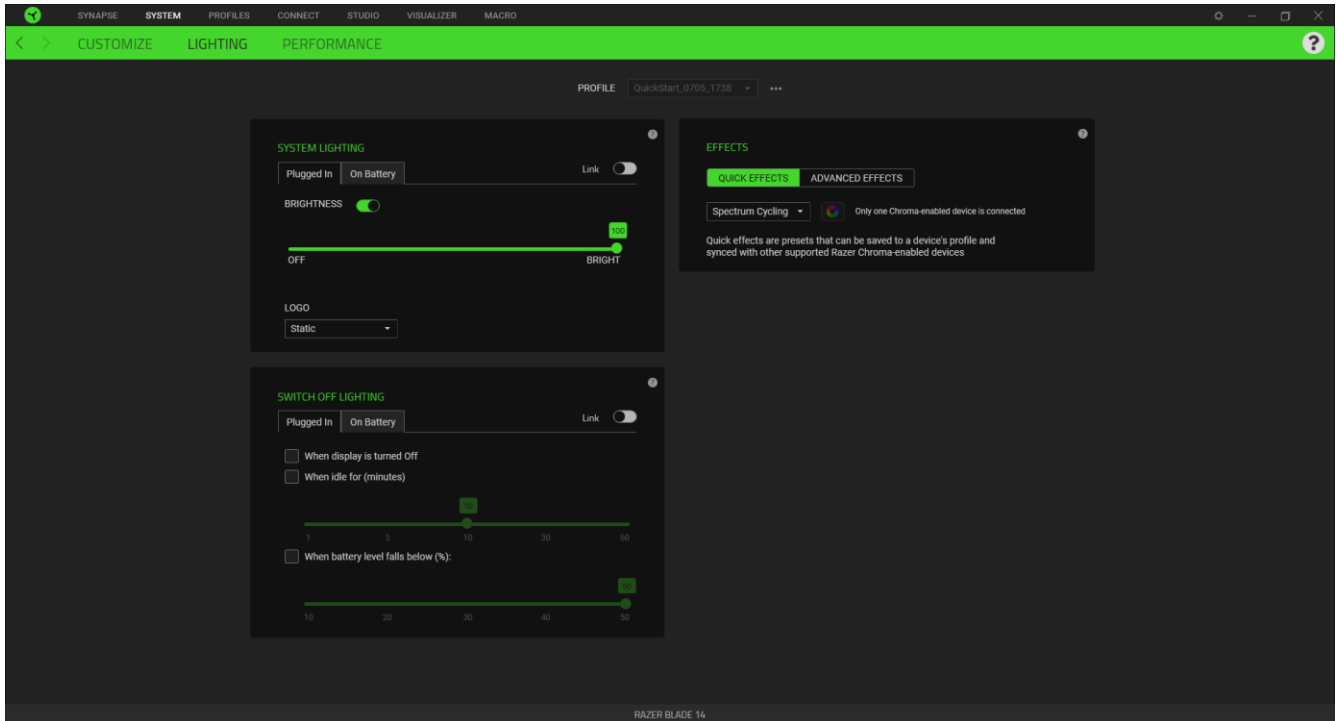 SYNAPSE SYSTEM PROFILES CONNECT STUDIO VISUALIZER MACRO
CUSTOMIZE LIGHTING PERFORMANCE ?
PROFILE QuickStart_0705_1738
SYSTEM LIGHTING
Plugged In On Battery Link
BRIGHTNESS
100
OFF BRIGHT
LOGO
Static
EFFECTS
QUICK EFFECTS ADVANCED EFFECTS
Spectrum Cycling Only one Chroma-enabled device is connected
Quick effects are presets that can be saved to a device's profile and
synced with other supported Razer Chroma-enabled devices
SWITCH OFF LIGHTING
Plugged In On Battery Link
When display is turned Off
When idle for (minutes)
10
1 5 10 30 60
When battery level falls below (%):
50
10 20 30 40 50
RAZER BLADE 14